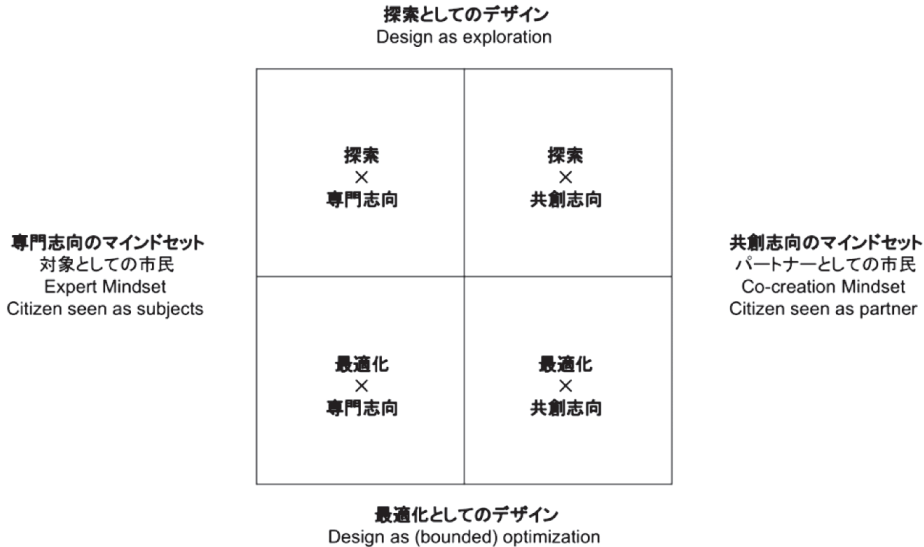 探索としてのデザイン
Design as exploration
探索
×
専門志向
探索
×
共創志向
専門志向のマインドセット
対象としての市民
Expert Mindset
Citizen seen as subjects
共創志向のマインドセット
パートナーとしての市民
Co-creation Mindset
Citizen seen as partner
最適化
×
専門志向
最適化
×
共創志向
最適化としてのデザイン
Design as (bounded) optimization